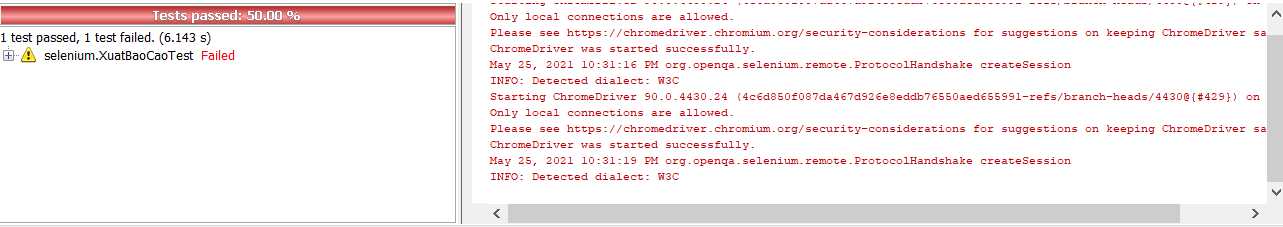 Tests passed: 50.00 %
1 test passed, 1 test failed. (6.143 s)
selenium.XuatBaoCaoTest Failed
Only local connections are allowed.
Please see https://chromedriver.chromium.org/security-considerations for suggestions on keeping ChromeDriver sa
ChromeDriver was started successfully.
May 25, 2021 10:31:16 PM org.openqa.selenium.remote.ProtocolHandshake createSession
INFO: Detected dialect: W3C
Starting ChromeDriver 90.0.4430.24 (4c6d850f087da467d926e8eddb76550aed655991-refs/branch-heads/4430@{#429}) on
Only local connections are allowed.
Please see https://chromedriver.chromium.org/security-considerations for suggestions on keeping ChromeDriver sa
ChromeDriver was started successfully.
May 25, 2021 10:31:19 PM org.openqa.selenium.remote.ProtocolHandshake createSession
INFO: Detected dialect: W3C